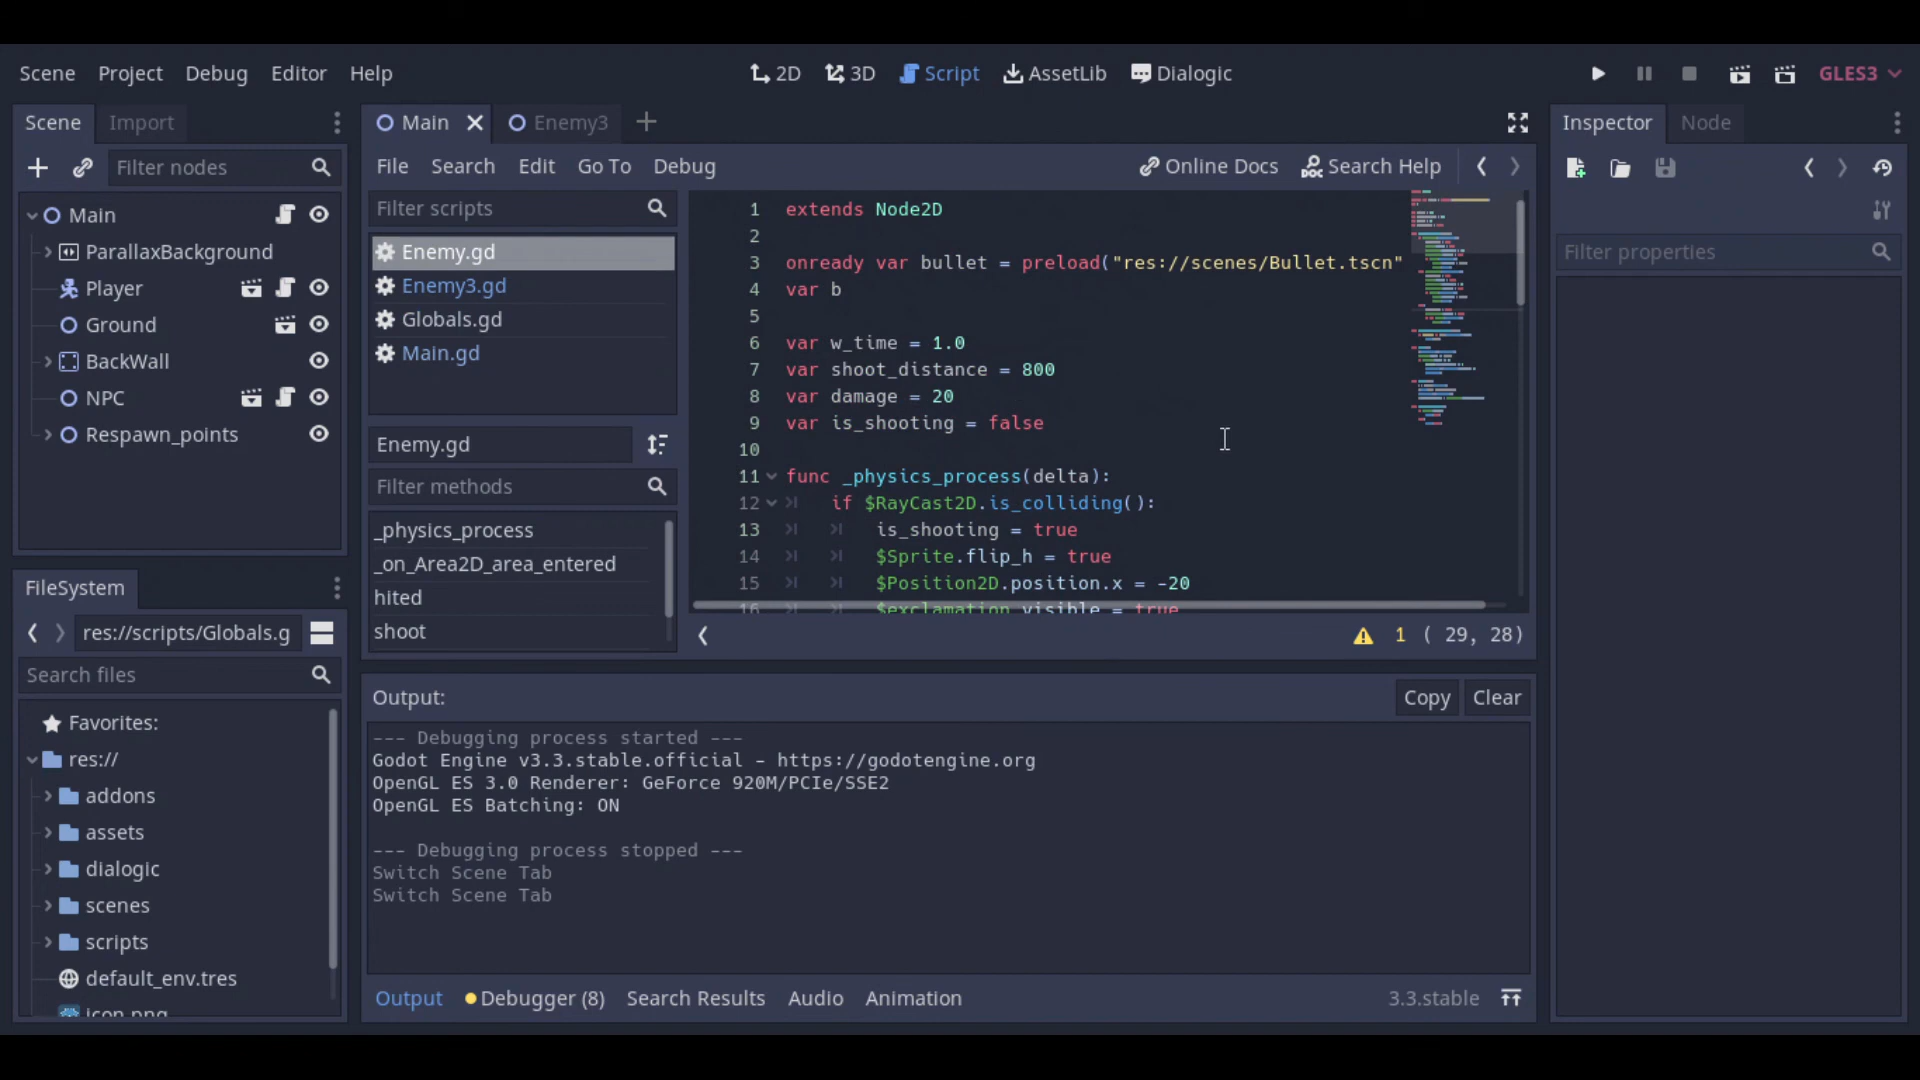 Scene Project Debug Editor Help
2D 3D Script AssetLib Dialogic
GLES3
Scene Import
Filter nodes
Main
ParallaxBackground
Player
Ground
BackWall
NPC
Respawn_points
FileSystem
res://scripts/Globals.g
Search files
Favorites:
res://
addons
assets
dialogic
scenes
scripts
default_env.tres
icon.png
Main Enemy3
File Search Edit Go To Debug
Online Docs Search Help
Filter scripts
Enemy.gd
Enemy3.gd
Globals.gd
Main.gd
Enemy.gd
Filter methods
_physics_process
_on_Area2D_area_entered
hited
shoot
1 extends Node2D
2
3 onready var bullet = preload("res://scenes/Bullet.tscn"
4 var b
5
6 var w_time = 1.0
7 var shoot_distance = 800
8 var damage = 20
9 var is_shooting = false
10
11 func _physics_process(delta):
12 if $RayCast2D.is_colliding():
13 is_shooting = true
14 $Sprite.flip_h = true
15 $Position2D.position.x = -20
16 $exclamation.visible = true
1 ( 29, 28)
Output:
Copy Clear
--- Debugging process started ---
Godot Engine v3.3.stable.official - https://godotengine.org
OpenGL ES 3.0 Renderer: GeForce 920M/PCIe/SSE2
OpenGL ES Batching: ON
--- Debugging process stopped ---
Switch Scene Tab
Switch Scene Tab
Output Debugger (8) Search Results Audio Animation
3.3.stable
Inspector Node
Filter properties